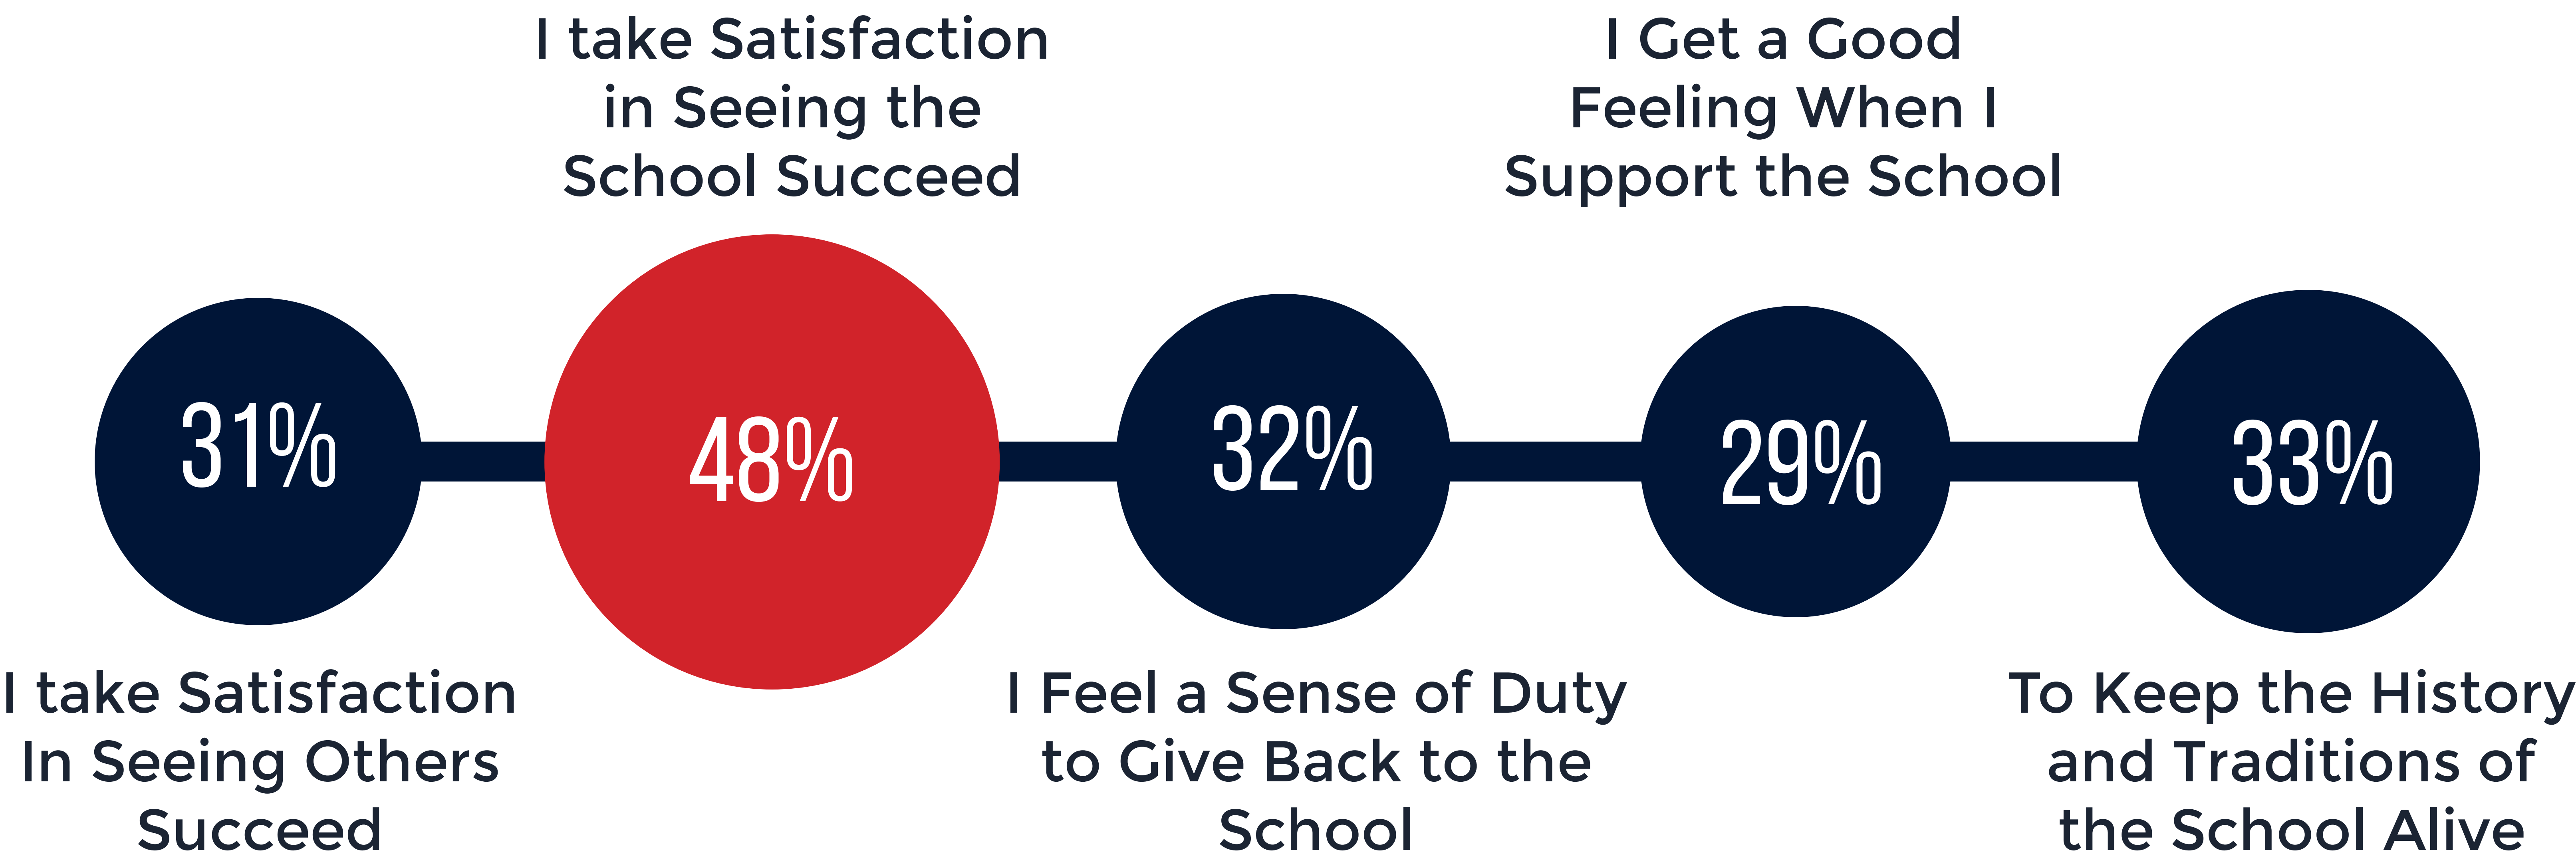 I take Satisfaction
in Seeing the
School Succeed
I Get a Good
Feeling When I
Support the School
31%
48%
32%
29%
33%
I take Satisfaction
In Seeing Others
Succeed
I Feel a Sense of Duty
to Give Back to the
School
To Keep the History
and Traditions of
the School Alive